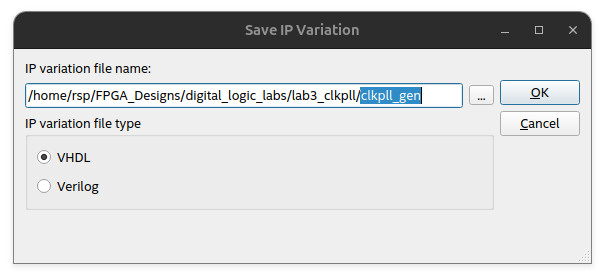 Save IP Variation
IP variation file name:
/home/rsp/FPGA_Designs/digital_logic_labs/lab3_clkpll/clkpll_gen
...
OK
IP variation file type
Cancel
VHDL
Verilog